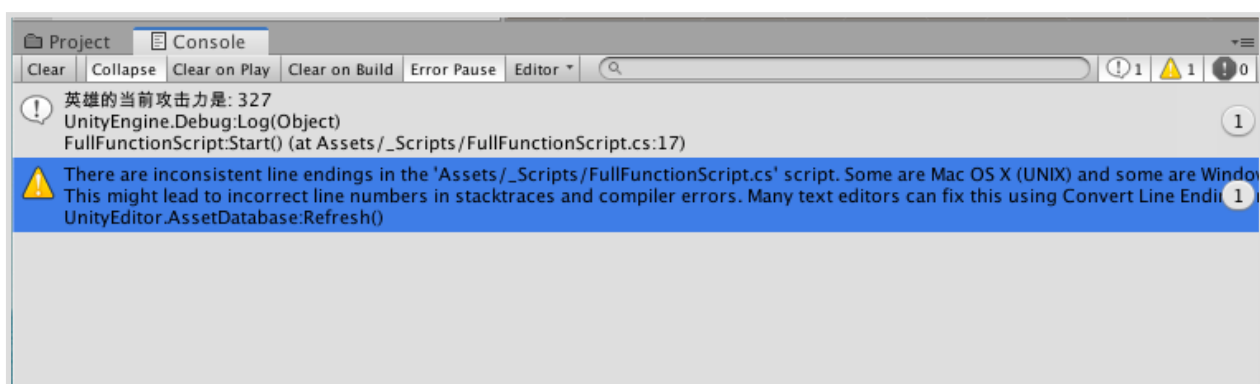 Project Console
Clear Collapse Clear on Play Clear on Build Error Pause Editor 1 1 0
英雄的当前攻击力是: 327
UnityEngine.Debug:Log(Object)
FullFunctionScript:Start() (at Assets/_Scripts/FullFunctionScript.cs:17)
1
There are inconsistent line endings in the 'Assets/_Scripts/FullFunctionScript.cs' script. Some are Mac OS X (UNIX) and some are
This might lead to incorrect line numbers in stacktraces and compiler errors. Many text editors can fix this using Convert Line
UnityEditor.AssetDatabase:Refresh()
1